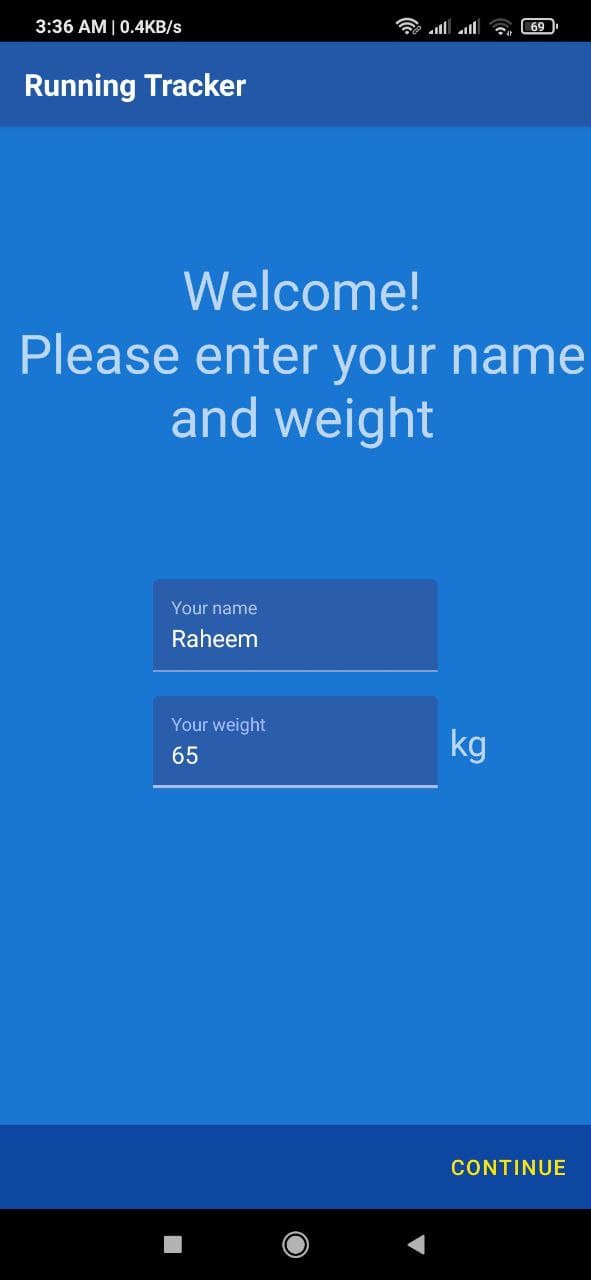 3:36 AM | 0.4KB/s 69
Running Tracker
Welcome!
Please enter your name
and weight
Your name
Raheem
Your weight
65
kg
CONTINUE